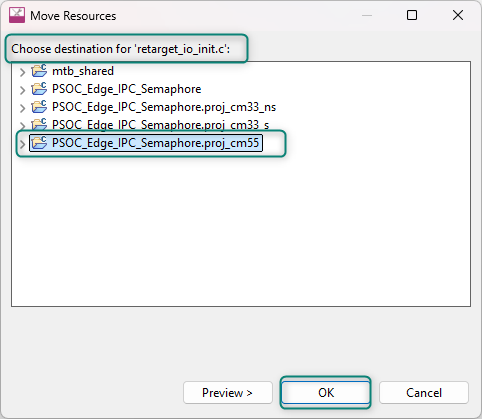 Move Resources
Choose destination for 'retarget_io_init.c':
mtb_shared
PSOC_Edge_IPC_Semaphore
PSOC_Edge_IPC_Semaphore.proj_cm33_ns
PSOC_Edge_IPC_Semaphore.proj_cm33_s
PSOC_Edge_IPC_Semaphore.proj_cm55
Preview > OK Cancel